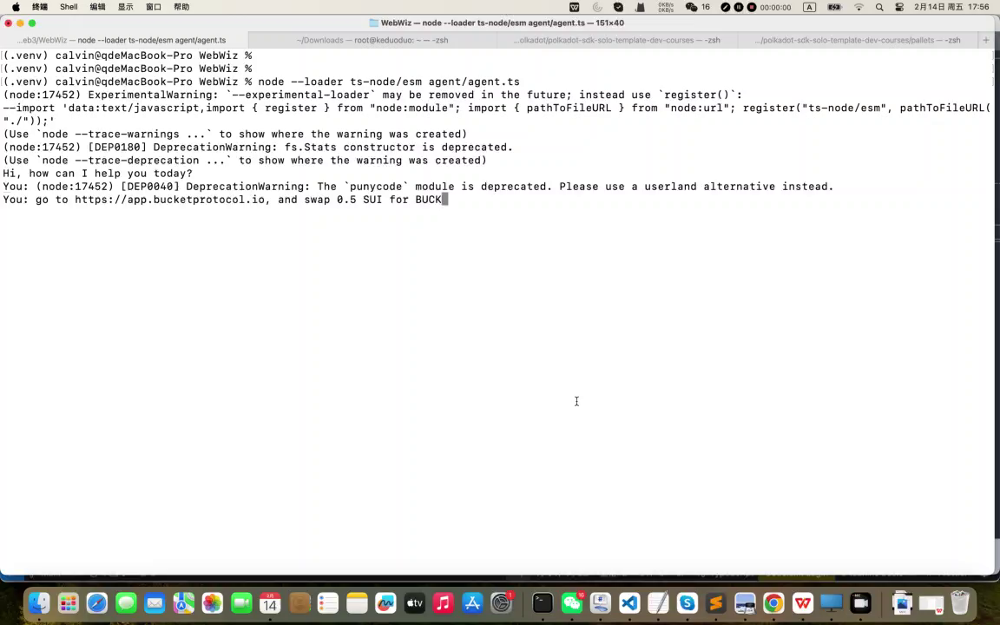 终端 Shell 编辑 显示 窗口 帮助 0KB/s 0KB/s 16 00:00:00 A 2月14日 周五 17:56
WebWiz — node --loader ts-node/esm agent/agent.ts — 151×40
...eb3/WebWiz — node --loader ts-node/esm agent/agent.ts ~/Downloads — root@keduoduo: ~ — -zsh ...olkadot/polkadot-sdk-solo-template-dev-courses — -zsh .../polkadot-sdk-solo-template-dev-courses/pallets — -zsh +
(.venv) calvin@qdeMacBook-Pro WebWiz %
(.venv) calvin@qdeMacBook-Pro WebWiz %
(.venv) calvin@qdeMacBook-Pro WebWiz % node --loader ts-node/esm agent/agent.ts
(node:17452) ExperimentalWarning: `--experimental-loader` may be removed in the future; instead use `register()`:
--import 'data:text/javascript,import { register } from "node:module"; import { pathToFileURL } from "node:url"; register("ts-node/esm", pathToFileURL(
"./"));'
(Use `node --trace-warnings ...` to show where the warning was created)
(node:17452) [DEP0180] DeprecationWarning: fs.Stats constructor is deprecated.
(Use `node --trace-deprecation ...` to show where the warning was created)
Hi, how can I help you today?
You: (node:17452) [DEP0040] DeprecationWarning: The `punycode` module is deprecated. Please use a userland alternative instead.
You: go to https://app.bucketprotocol.io, and swap 0.5 SUI for BUCK